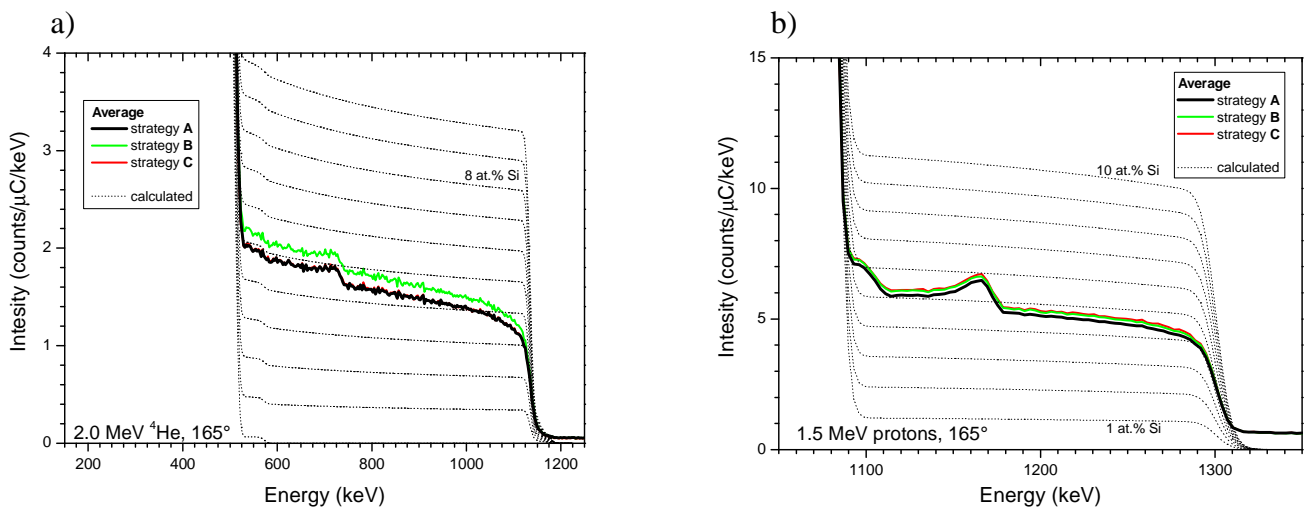 a)
4
3
2
1
0
Intesity (counts/μC/keV)
Average
strategy A
strategy B
strategy C
calculated
8 at.% Si
2.0 MeV ⁴He, 165°
200 400 600 800 1000 1200
Energy (keV)
b)
15
10
5
0
Intesity (counts/μC/keV)
Average
strategy A
strategy B
strategy C
calculated
10 at.% Si
1 at.% Si
1.5 MeV protons, 165°
1100 1200 1300
Energy (keV)